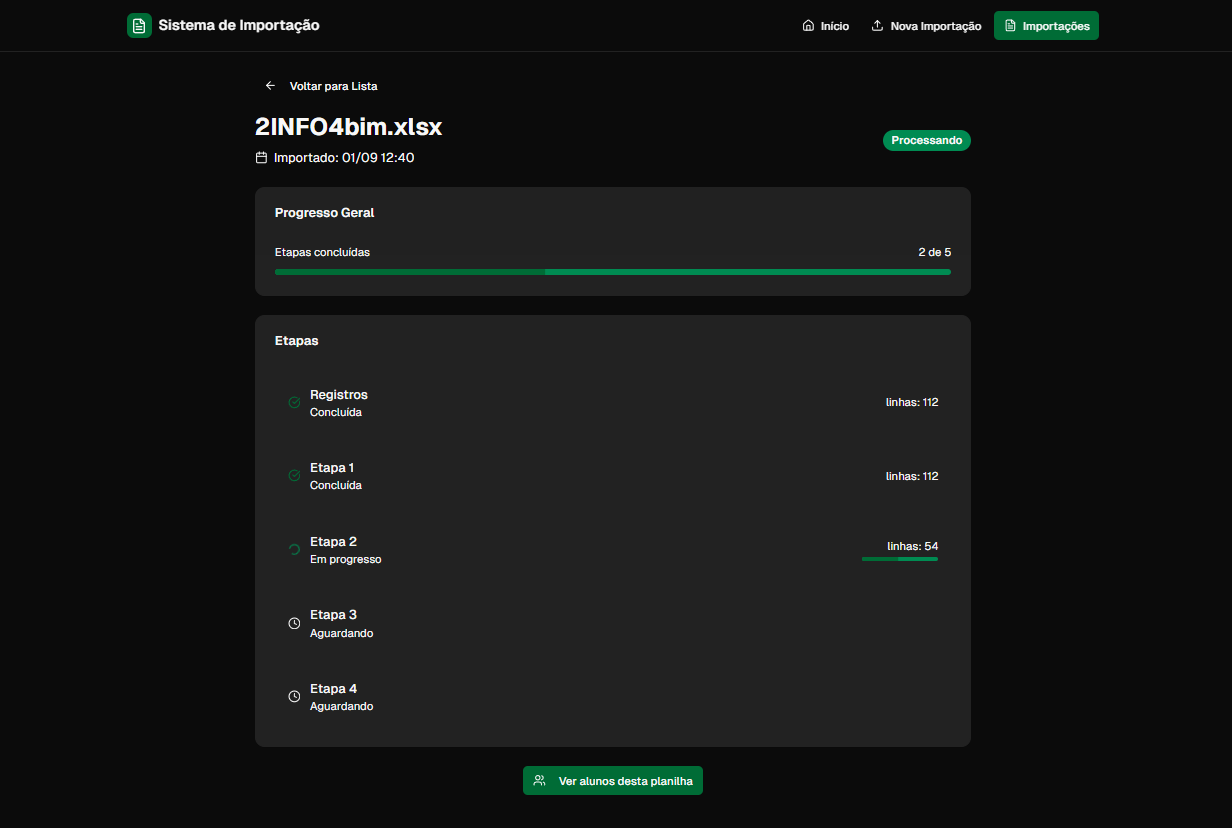 Sistema de Importação
Início
Nova Importação
Importações
Voltar para Lista
2INFO4bim.xlsx
Importado: 01/09 12:40
Processando
Progresso Geral
Etapas concluídas
2 de 5
Etapas
Registros
Concluída
linhas: 112
Etapa 1
Concluída
linhas: 112
Etapa 2
Em progresso
linhas: 54
Etapa 3
Aguardando
Etapa 4
Aguardando
Ver alunos desta planilha